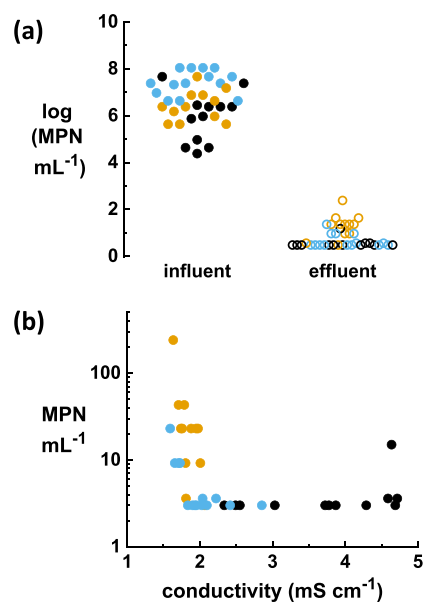 (a)
10
8
6
4
2
0
log
(MPN
mL⁻¹)
influent
effluent
(b)
100
10
1
MPN
mL⁻¹
1
2
3
4
5
conductivity (mS cm⁻¹)